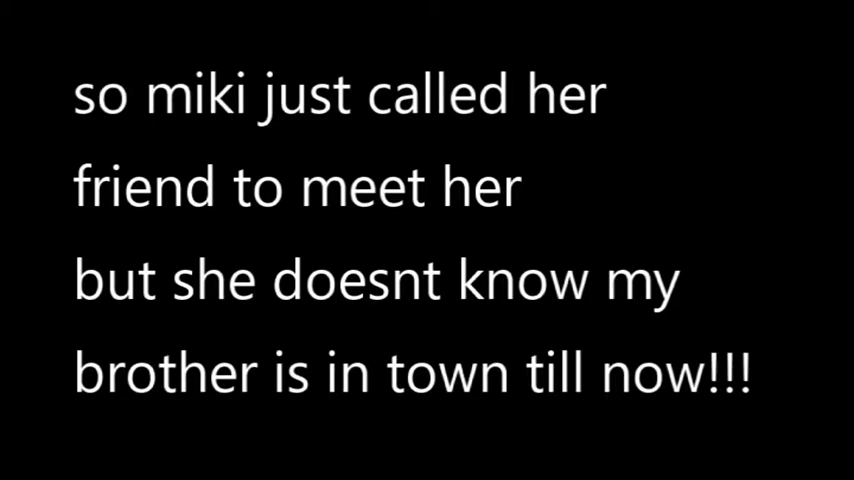 so miki just called her
friend to meet her
but she doesnt know my
brother is in town till now!!!